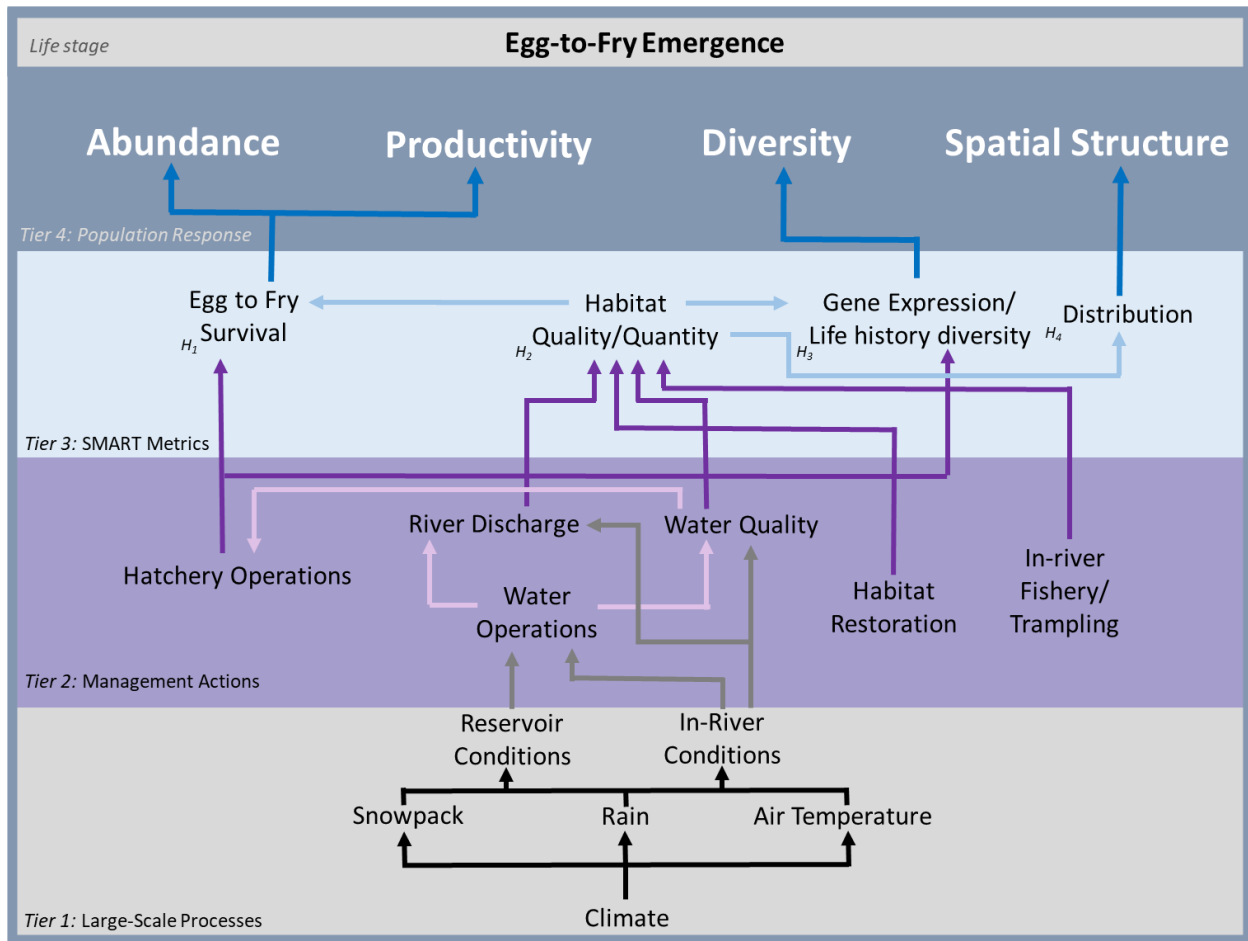 Life stage
Egg-to-Fry Emergence
Abundance
Productivity
Diversity
Spatial Structure
Tier 4: Population Response
Egg to Fry
Survival
H1
Habitat
Quality/Quantity
H2
Gene Expression/
Life history diversity
H3
Distribution
H4
Tier 3: SMART Metrics
River Discharge
Water Quality
Hatchery Operations
Water
Operations
Habitat
Restoration
In-river
Fishery/
Trampling
Tier 2: Management Actions
Reservoir
Conditions
In-River
Conditions
Snowpack
Rain
Air Temperature
Climate
Tier 1: Large-Scale Processes